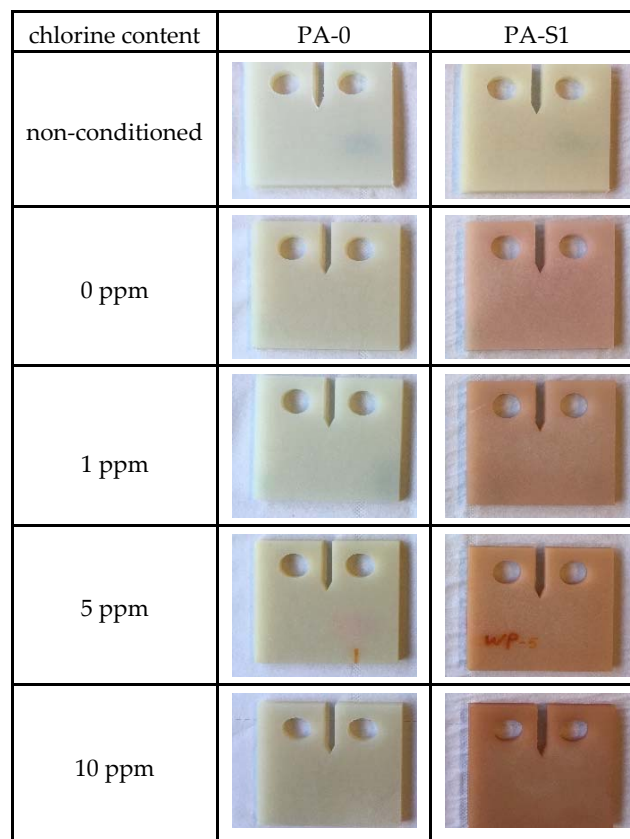 chlorine content PA-0 PA-S1
non-conditioned
0 ppm
1 ppm
5 ppm
WP-5
10 ppm